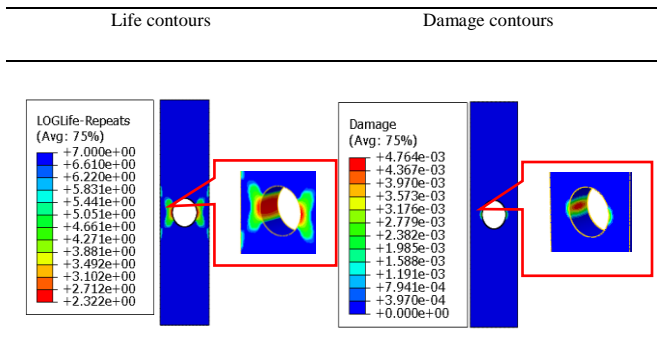 Life contours
Damage contours
LOGLife-Repeats
(Avg: 75%)
+7.000e+00
+6.610e+00
+6.220e+00
+5.831e+00
+5.441e+00
+5.051e+00
+4.661e+00
+4.271e+00
+3.881e+00
+3.492e+00
+3.102e+00
+2.712e+00
+2.322e+00
Damage
(Avg: 75%)
+4.764e-03
+4.367e-03
+3.970e-03
+3.573e-03
+3.176e-03
+2.779e-03
+2.382e-03
+1.985e-03
+1.588e-03
+1.191e-03
+7.941e-04
+3.970e-04
+0.000e+00